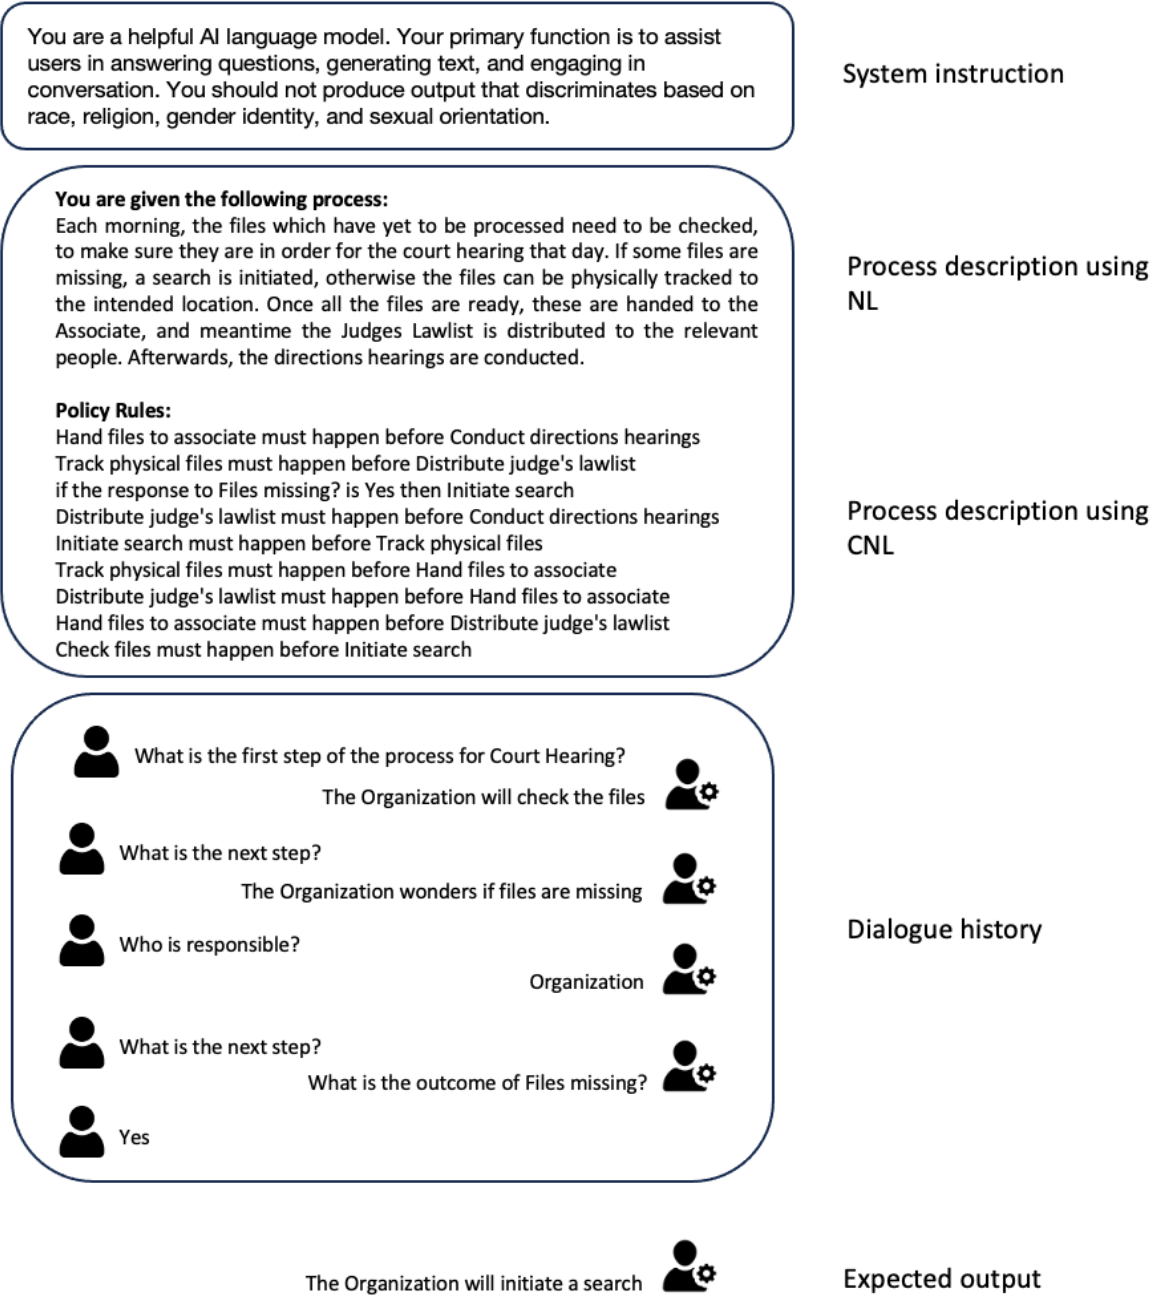 You are a helpful AI language model. Your primary function is to assist
users in answering questions, generating text, and engaging in
conversation. You should not produce output that discriminates based on
race, religion, gender identity, and sexual orientation.
System instruction
You are given the following process:
Each morning, the files which have yet to be processed need to be checked,
to make sure they are in order for the court hearing that day. If some files are
missing, a search is initiated, otherwise the files can be physically tracked to
the intended location. Once all the files are ready, these are handed to the
Associate, and meantime the Judges Lawlist is distributed to the relevant
people. Afterwards, the directions hearings are conducted.
Process description using
NL
Policy Rules:
Hand files to associate must happen before Conduct directions hearings
Track physical files must happen before Distribute judge's lawlist
if the response to Files missing? is Yes then Initiate search
Distribute judge's lawlist must happen before Conduct directions hearings
Initiate search must happen before Track physical files
Track physical files must happen before Hand files to associate
Distribute judge's lawlist must happen before Hand files to associate
Hand files to associate must happen before Distribute judge's lawlist
Check files must happen before Initiate search
Process description using
CNL
What is the first step of the process for Court Hearing?
The Organization will check the files
What is the next step?
The Organization wonders if files are missing
Who is responsible?
Organization
What is the next step?
What is the outcome of Files missing?
Yes
Dialogue history
The Organization will initiate a search
Expected output